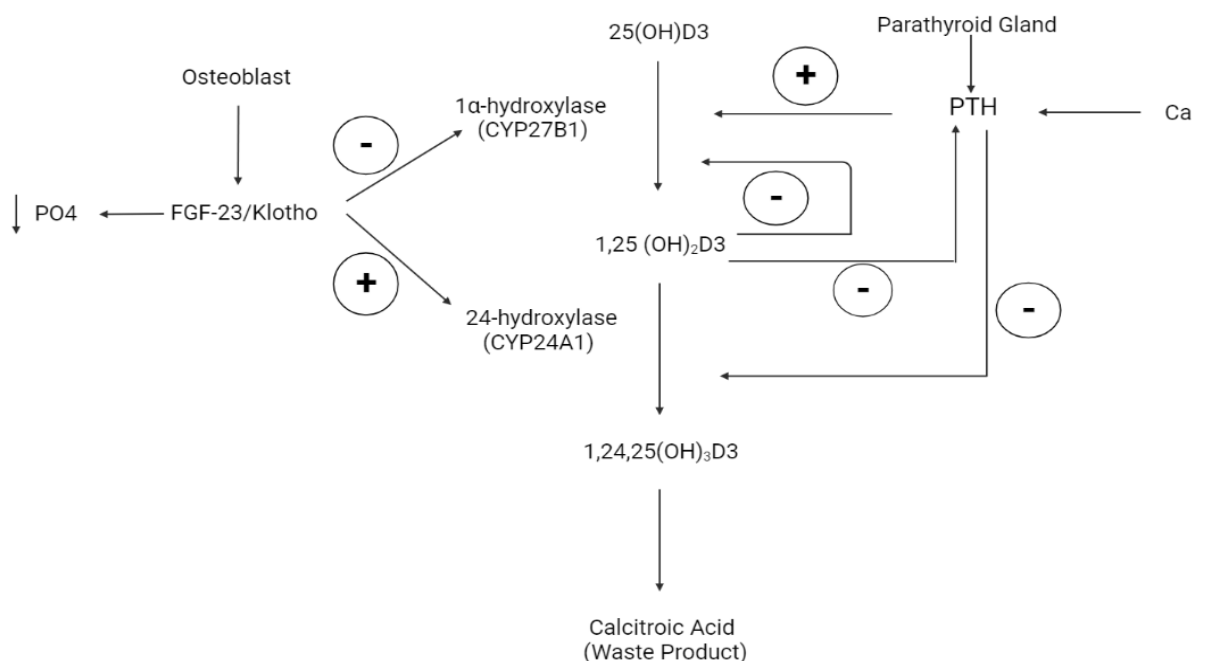 25(OH)D3
Parathyroid Gland
Osteoblast
+
1α-hydroxylase
(CYP27B1)
PTH
Ca
-
-
PO4
FGF-23/Klotho
1,25 (OH)₂D3
-
+
-
24-hydroxylase
(CYP24A1)
1,24,25(OH)₃D3
Calcitroic Acid
(Waste Product)